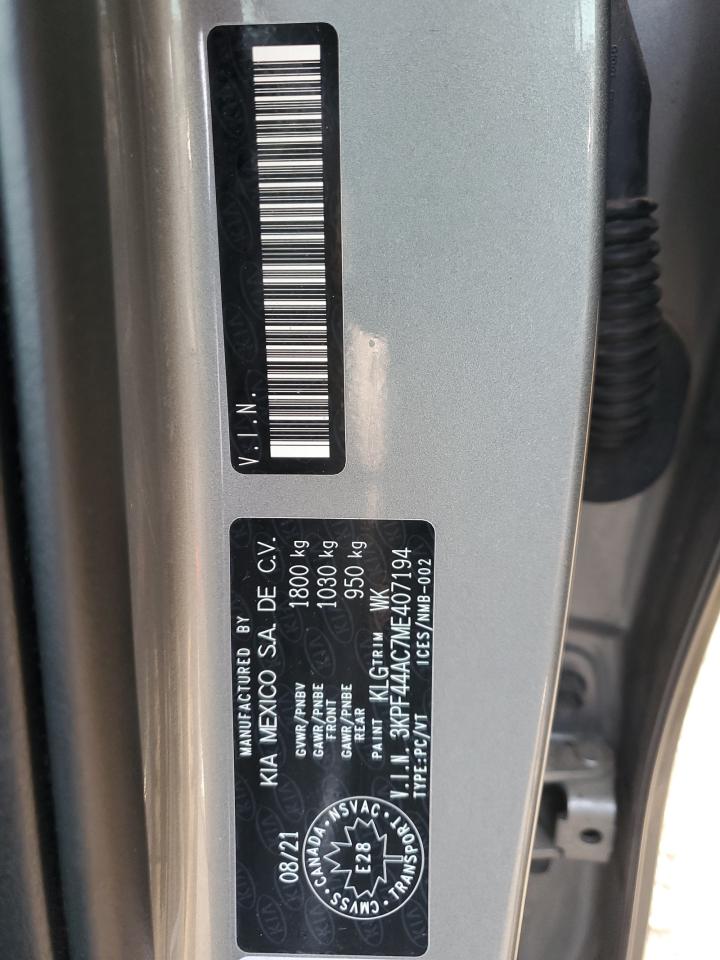 V.I.N.
MANUFACTURED BY
KIA MEXICO S.A. DE C.V.
08/21
GVWR/PNBV 1800 kg
GAWR/PNBE FRONT 1030 kg
GAWR/PNBE REAR 950 kg
PAINT KLG TRIM WK
V.I.N. 3KPF44AC7ME407194
TYPE:PC/VT ICES/NMB-002
CANADA · NSVAC · TRANSPORT · CMVSS ·
E28